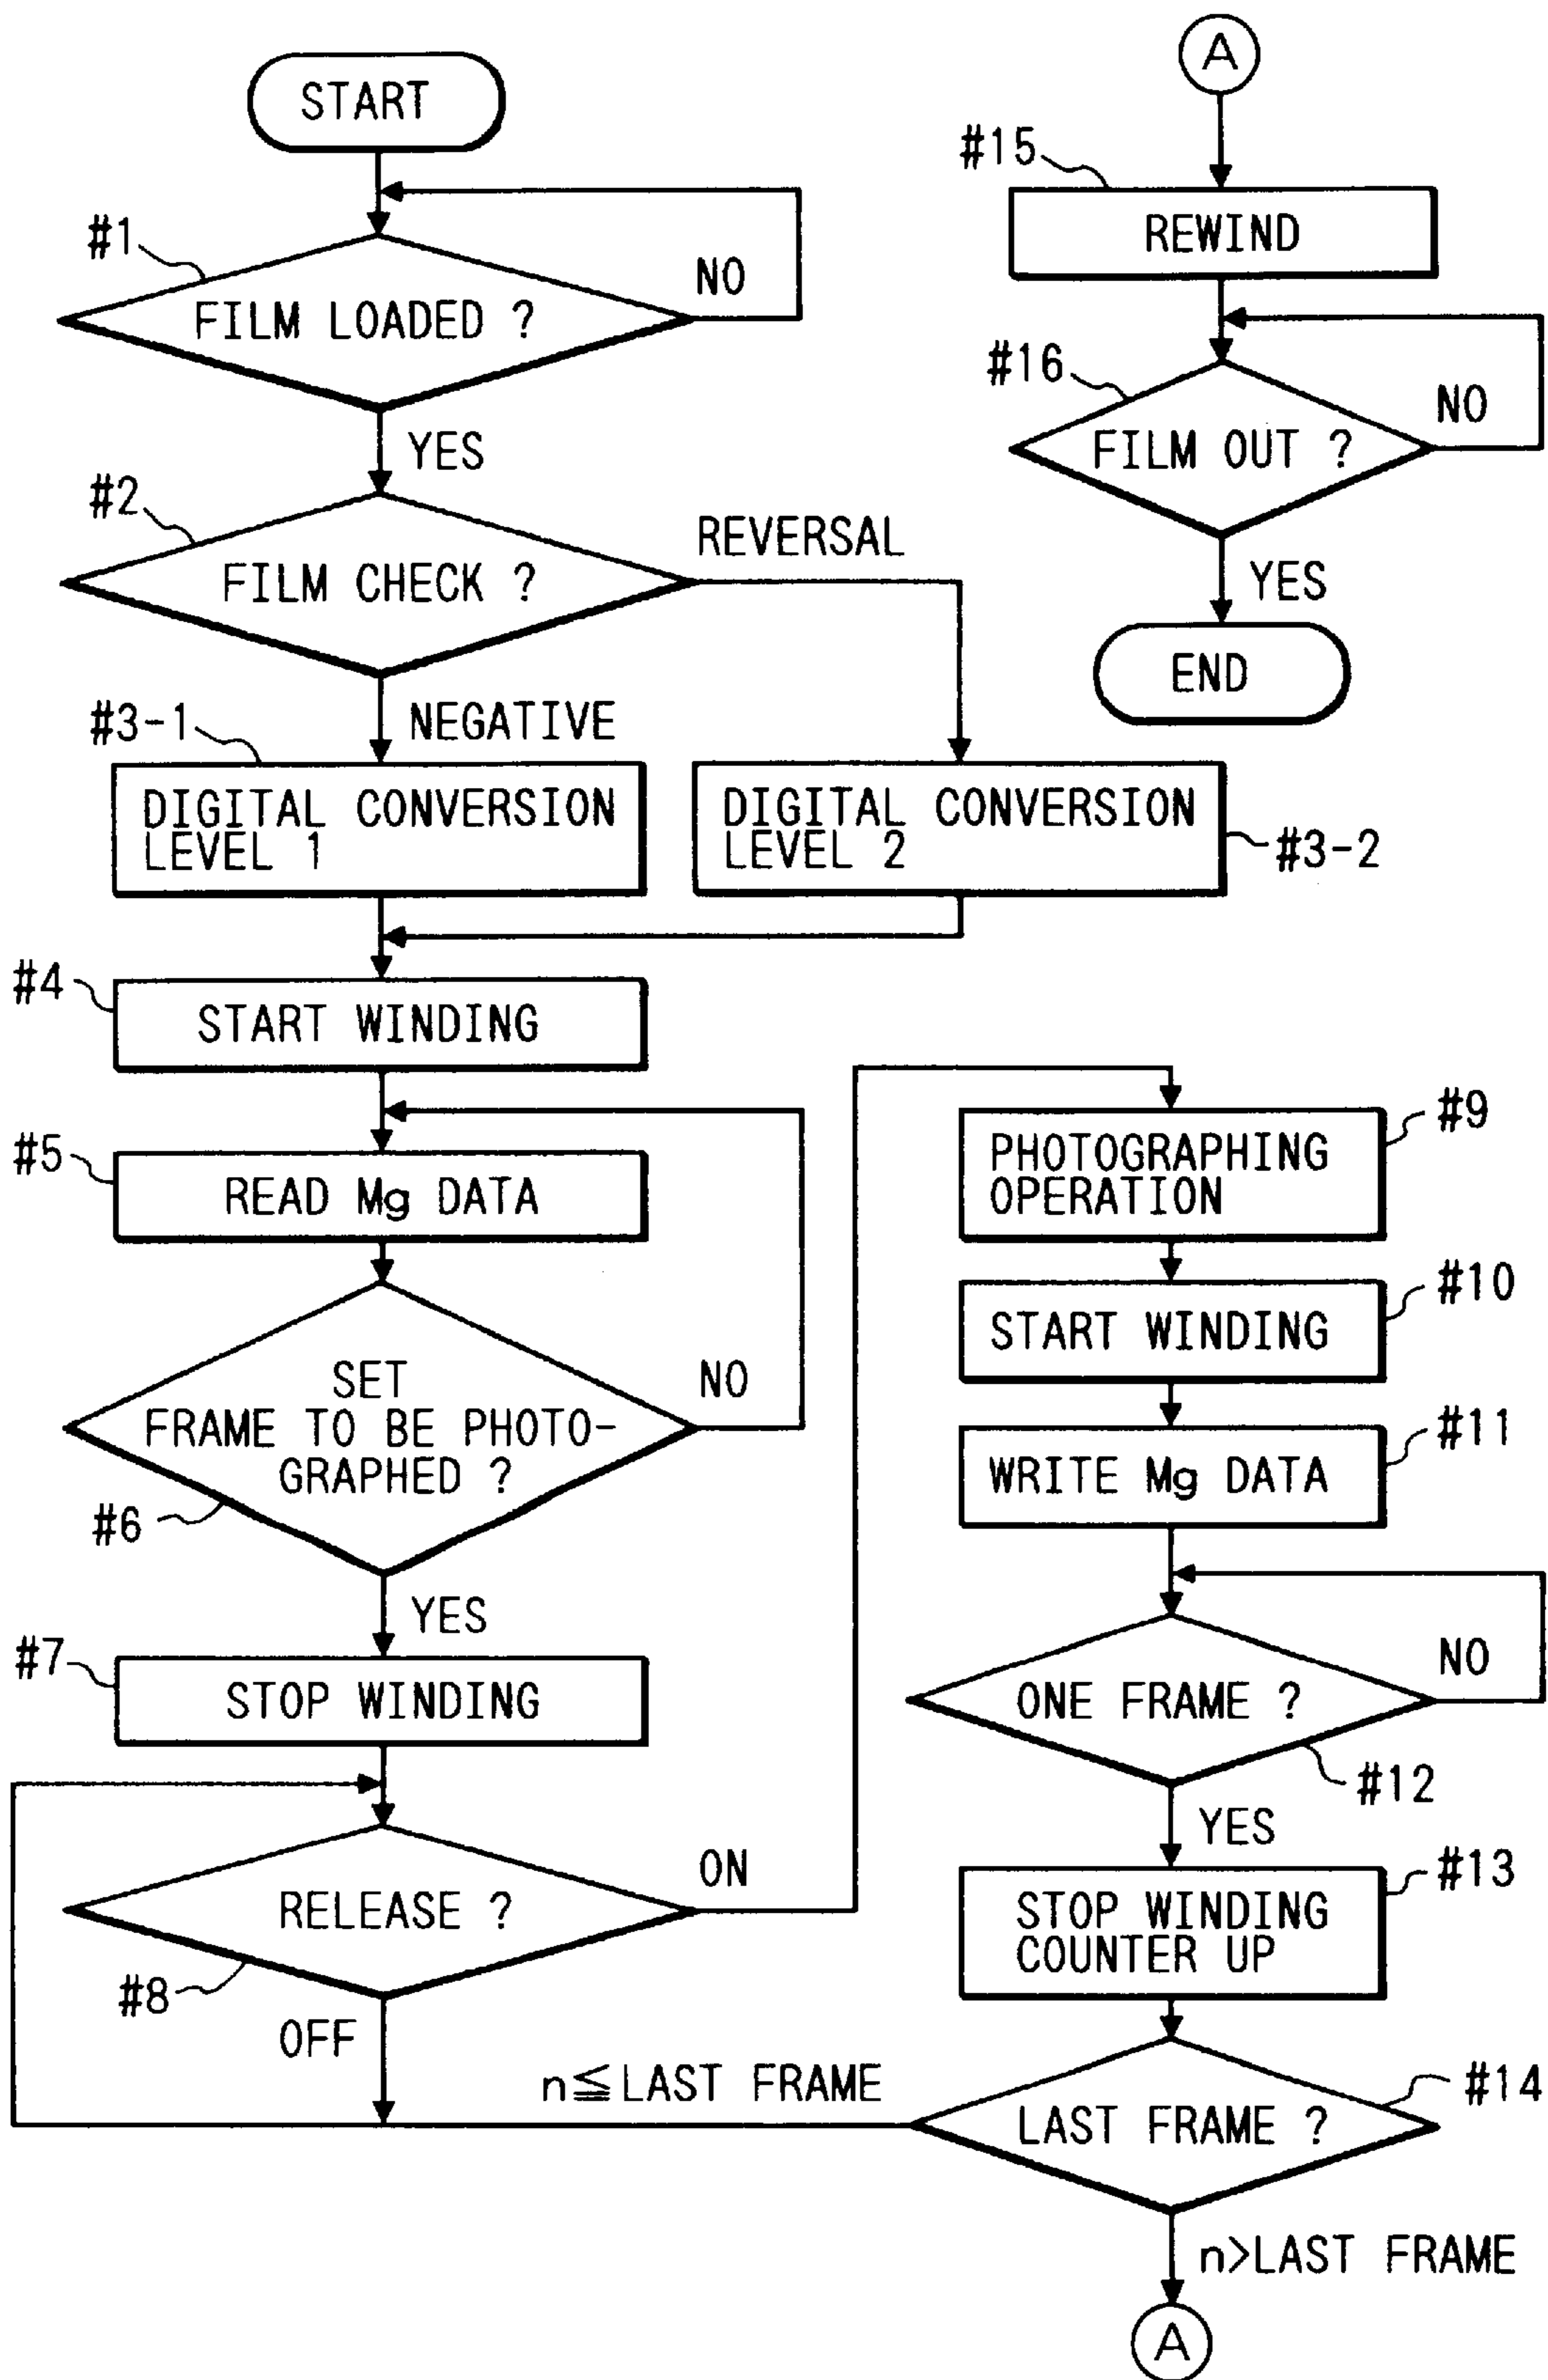 START
#1
FILM LOADED ?
NO
YES
#2
FILM CHECK ?
REVERSAL
NEGATIVE
#3-1
DIGITAL CONVERSION
LEVEL 1
DIGITAL CONVERSION
LEVEL 2
#3-2
#4
START WINDING
#5
READ Mg DATA
SET
FRAME TO BE PHOTO-
GRAPHED ?
NO
#6
YES
#7
STOP WINDING
RELEASE ?
ON
#8
OFF
#9
PHOTOGRAPHING
OPERATION
#10
START WINDING
#11
WRITE Mg DATA
ONE FRAME ?
NO
#12
YES
#13
STOP WINDING
COUNTER UP
#14
LAST FRAME ?
n≦LAST FRAME
n>LAST FRAME
A
A
#15
REWIND
#16
FILM OUT ?
NO
YES
END